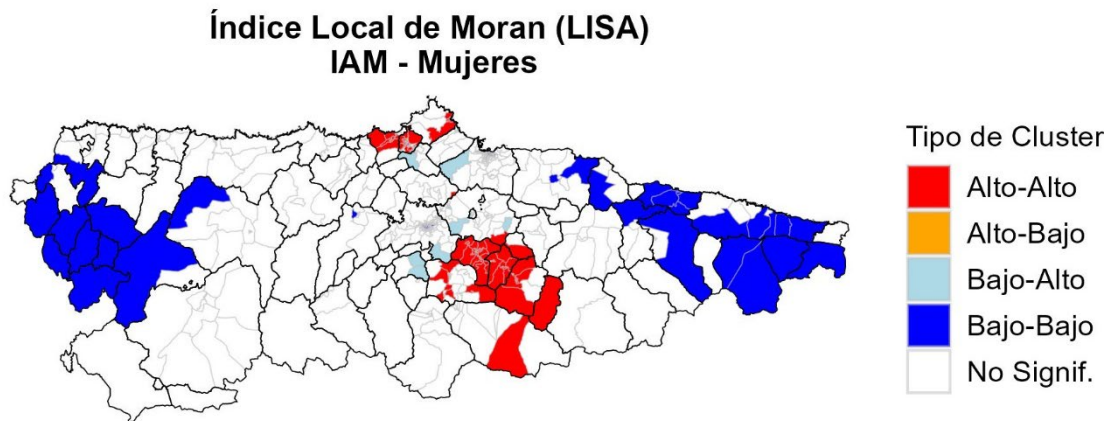 Índice Local de Moran (LISA)
IAM - Mujeres
Tipo de Cluster
Alto-Alto
Alto-Bajo
Bajo-Alto
Bajo-Bajo
No Signif.